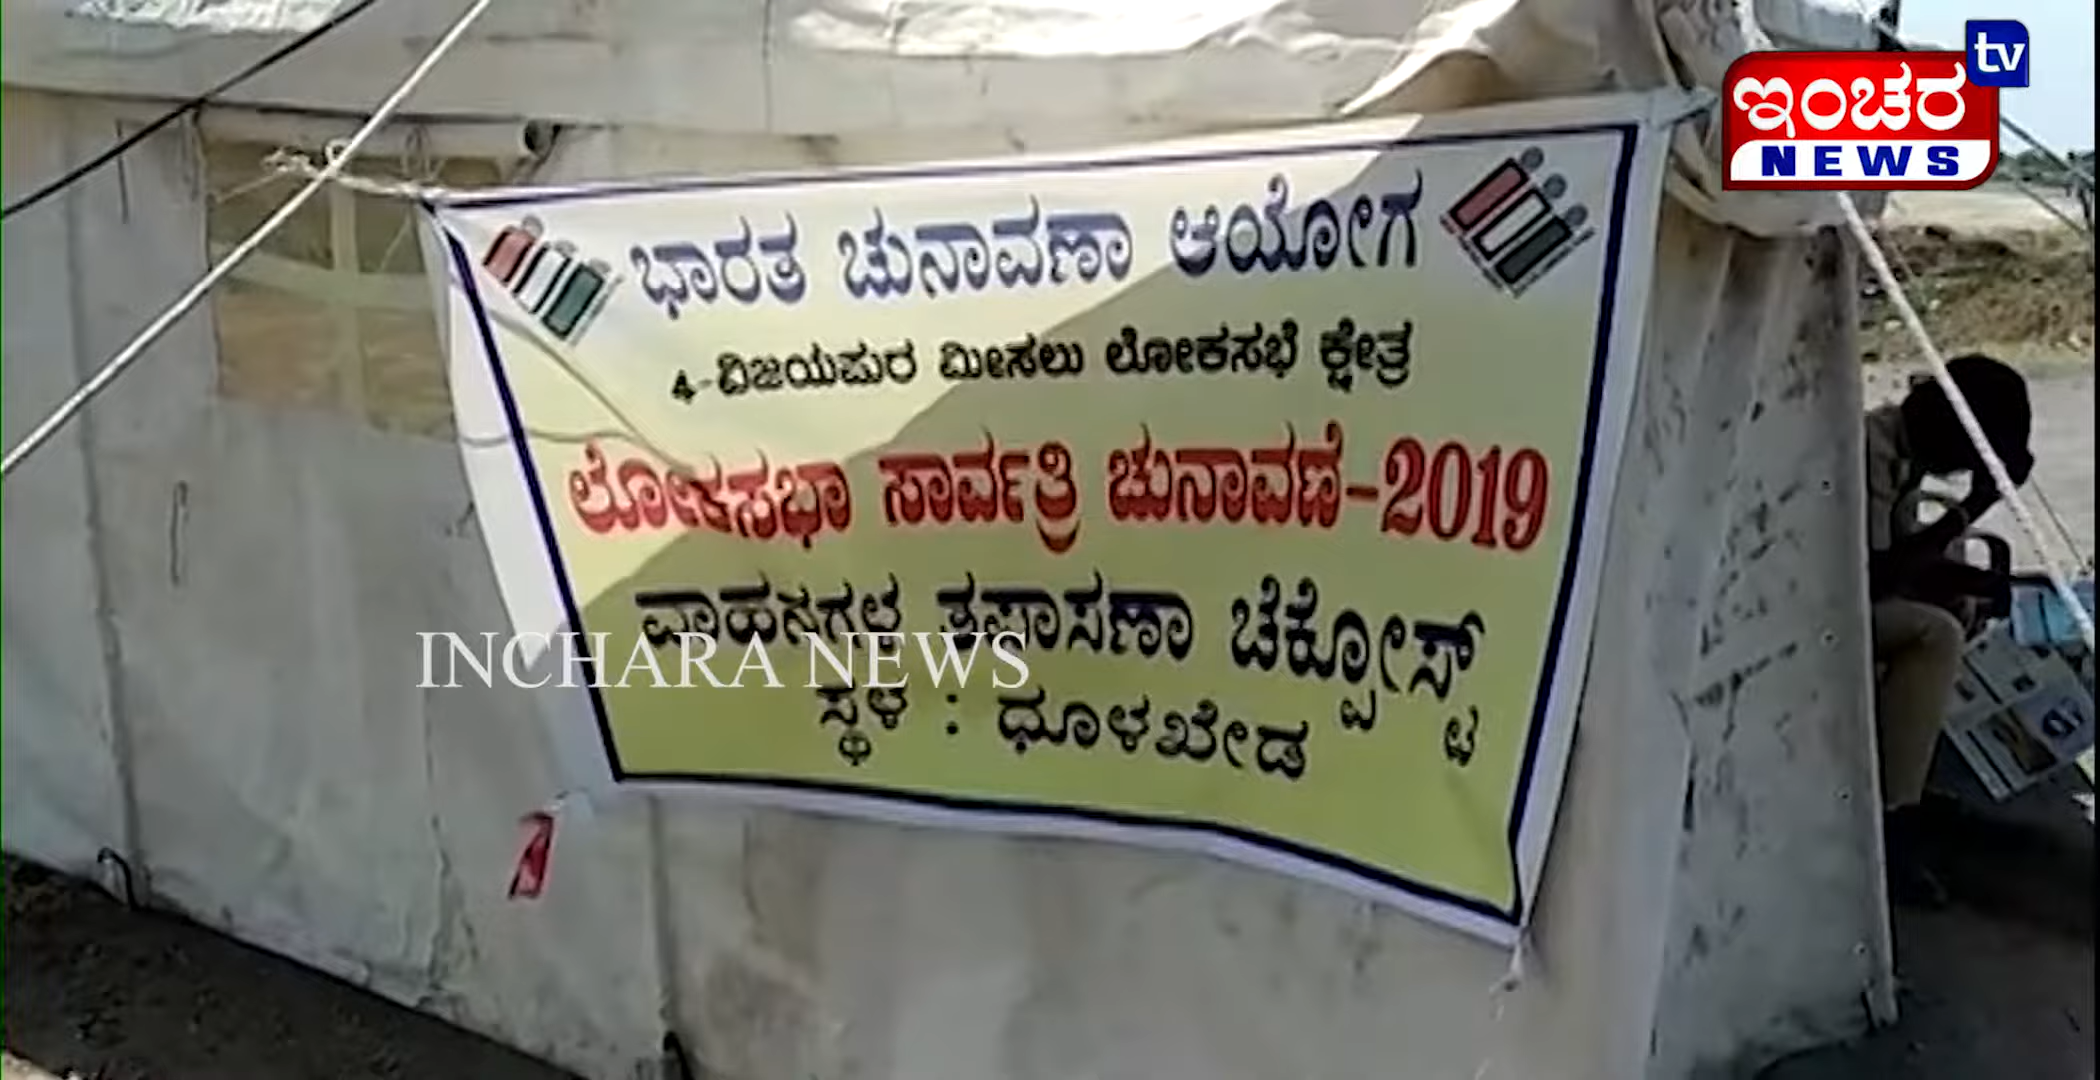 tv
ಇಂಚರ
NEWS
ಭಾರತ ಚುನಾವಣಾ ಆಯೋಗ
4-ವಿಜಯಪುರ ಮೀಸಲು ಲೋಕಸಭೆ ಕ್ಷೇತ್ರ
ಲೋಕಸಭಾ ಸಾರ್ವತ್ರಿ ಚುನಾವಣೆ-2019
ವಾಹನಗಳ ತಪಾಸಣಾ ಚೆಕ್ಪೋಸ್ಟ್
INCHARA NEWS
ಸ್ಥಳ : ಧೂಳಖೇಡ